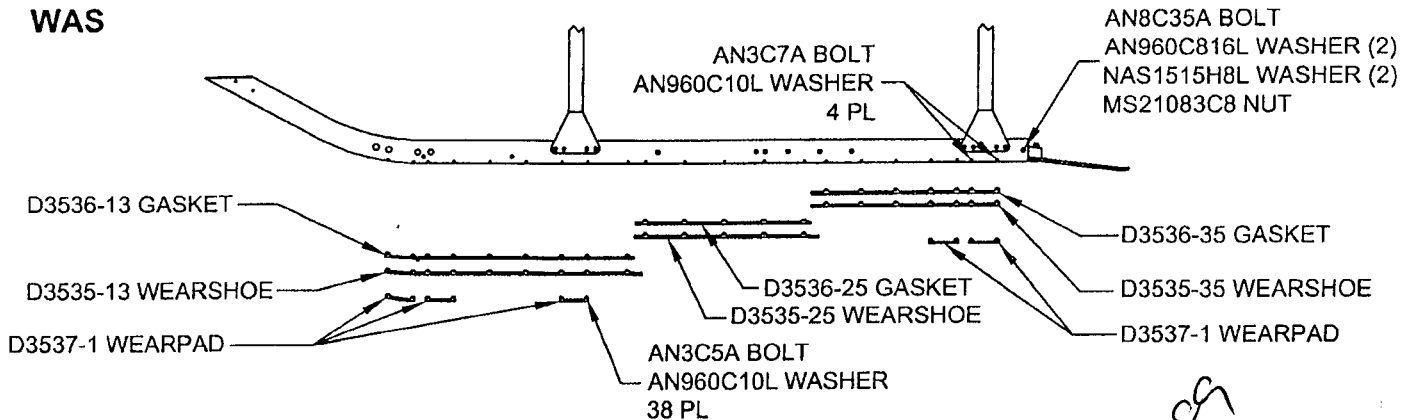 WAS
AN3C7A BOLT
AN960C10L WASHER
4 PL
AN8C35A BOLT
AN960C816L WASHER (2)
NAS1515H8L WASHER (2)
MS21083C8 NUT
D3536-13 GASKET
D3535-13 WEARSHOE
D3537-1 WEARPAD
D3536-25 GASKET
D3535-25 WEARSHOE
D3536-35 GASKET
D3535-35 WEARSHOE
D3537-1 WEARPAD
AN3C5A BOLT
AN960C10L WASHER
38 PL